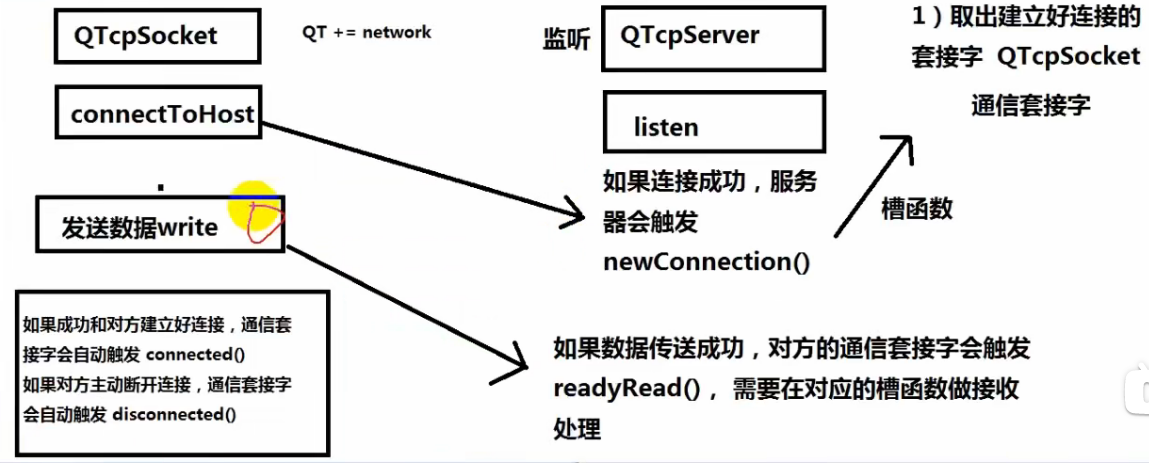 QTcpSocket
connectToHost
发送数据write
如果成功和对方建立好连接，通信套
接字会自动触发 connected()
如果对方主动断开连接，通信套接字
会自动触发 disconnected()
QT += network
监听
QTcpServer
listen
如果连接成功，服务
器会触发
newConnection()
槽函数
1）取出建立好连接的
套接字 QTcpSocket
通信套接字
如果数据传送成功，对方的通信套接字会触发
readyRead()， 需要在对应的槽函数做接收
处理